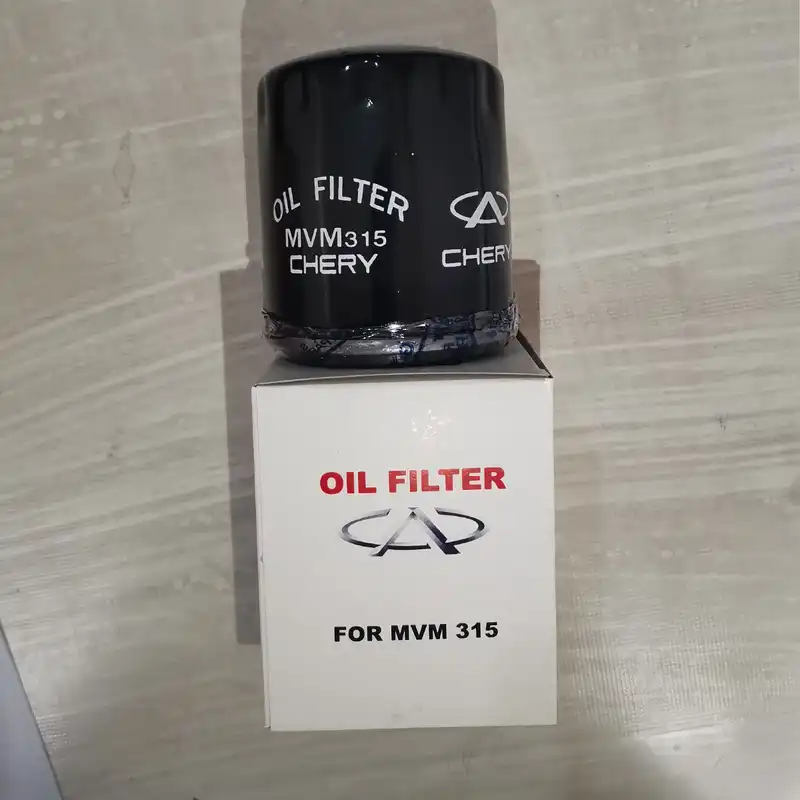 OIL FILTER
MVM315
CHERY
CHERY
OIL FILTER
FOR MVM 315